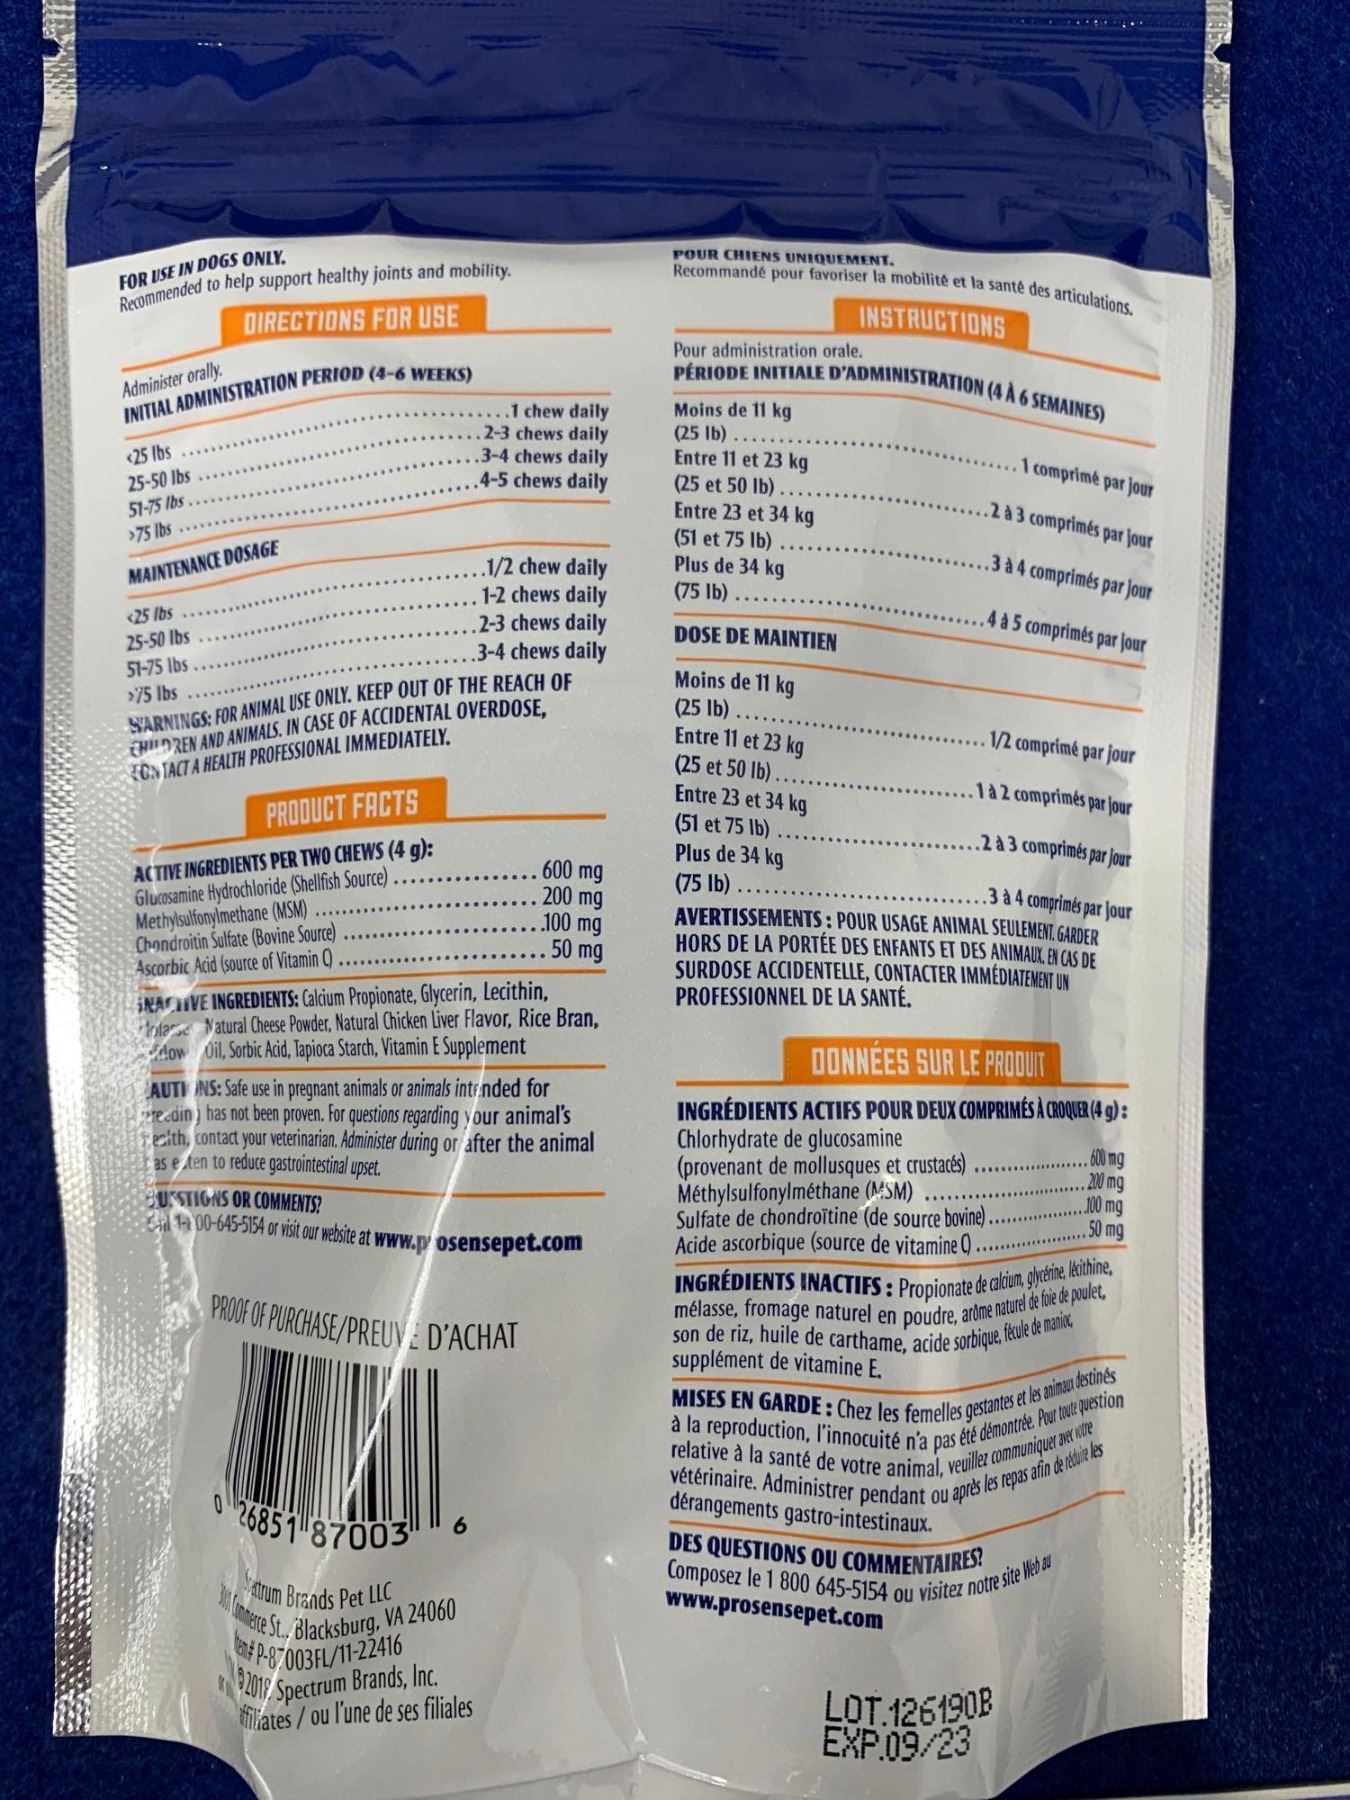 FOR USE IN DOGS ONLY.
Recommended to help support healthy joints and mobility.
DIRECTIONS FOR USE
Administer orally.
INITIAL ADMINISTRATION PERIOD (4-6 WEEKS)
<25 lbs ..........1 chew daily
25-50 lbs ..........2-3 chews daily
51-75 lbs ..........3-4 chews daily
>75 lbs ..........4-5 chews daily
MAINTENANCE DOSAGE
<25 lbs ..........1/2 chew daily
25-50 lbs ..........1-2 chews daily
51-75 lbs ..........2-3 chews daily
>75 lbs ..........3-4 chews daily
WARNINGS: FOR ANIMAL USE ONLY. KEEP OUT OF THE REACH OF
CHILDREN AND ANIMALS. IN CASE OF ACCIDENTAL OVERDOSE,
CONTACT A HEALTH PROFESSIONAL IMMEDIATELY.
PRODUCT FACTS
ACTIVE INGREDIENTS PER TWO CHEWS (4 g):
Glucosamine Hydrochloride (Shellfish Source) .......... 600 mg
Methylsulfonylmethane (MSM) .......... 200 mg
Chondroitin Sulfate (Bovine Source) ..........100 mg
Ascorbic Acid (source of Vitamin C) .......... 50 mg
INACTIVE INGREDIENTS: Calcium Propionate, Glycerin, Lecithin,
Natural Cheese Powder, Natural Chicken Liver Flavor, Rice Bran,
Oil, Sorbic Acid, Tapioca Starch, Vitamin E Supplement
CAUTIONS: Safe use in pregnant animals or animals intended for
breeding has not been proven. For questions regarding your animal's
health, contact your veterinarian. Administer during or after the animal
has eaten to reduce gastrointestinal upset.
QUESTIONS OR COMMENTS?
Call 1-800-645-5154 or visit our website at www.prosensepet.com
PROOF OF PURCHASE/PREUVE D'ACHAT
0 26851 87003 6
Spectrum Brands Pet LLC
3001 Commerce St., Blacksburg, VA 24060
Item# P-87003FL/11-22416
©2018 Spectrum Brands, Inc.
affiliates / ou l'une de ses filiales
POUR CHIENS UNIQUEMENT.
Recommandé pour favoriser la mobilité et la santé des articulations.
INSTRUCTIONS
Pour administration orale.
PÉRIODE INITIALE D'ADMINISTRATION (4 À 6 SEMAINES)
Moins de 11 kg
(25 lb) .......... 1 comprimé par jour
Entre 11 et 23 kg
(25 et 50 lb) ..........2 à 3 comprimés par jour
Entre 23 et 34 kg
(51 et 75 lb) ..........3 à 4 comprimés par jour
Plus de 34 kg
(75 lb) ..........4 à 5 comprimés par jour
DOSE DE MAINTIEN
Moins de 11 kg
(25 lb) .......... 1/2 comprimé par jour
Entre 11 et 23 kg
(25 et 50 lb) ..........1 à 2 comprimés par jour
Entre 23 et 34 kg
(51 et 75 lb) ..........2 à 3 comprimés par jour
Plus de 34 kg
(75 lb) ..........3 à 4 comprimés par jour
AVERTISSEMENTS : POUR USAGE ANIMAL SEULEMENT. GARDER
HORS DE LA PORTÉE DES ENFANTS ET DES ANIMAUX. EN CAS DE
SURDOSE ACCIDENTELLE, CONTACTER IMMÉDIATEMENT UN
PROFESSIONNEL DE LA SANTÉ.
DONNÉES SUR LE PRODUIT
INGRÉDIENTS ACTIFS POUR DEUX COMPRIMÉS À CROQUER (4 g) :
Chlorhydrate de glucosamine
(provenant de mollusques et crustacés) .......... 600 mg
Méthylsulfonylméthane (MSM) .......... 200 mg
Sulfate de chondroïtine (de source bovine) ..........100 mg
Acide ascorbique (source de vitamine C) .......... 50 mg
INGRÉDIENTS INACTIFS : Propionate de calcium, glycérine, lécithine,
mélasse, fromage naturel en poudre, arôme naturel de foie de poulet,
son de riz, huile de carthame, acide sorbique, fécule de manioc,
supplément de vitamine E.
MISES EN GARDE : Chez les femelles gestantes et les animaux destinés
à la reproduction, l'innocuité n'a pas été démontrée. Pour toute question
relative à la santé de votre animal, veuillez communiquer avec votre
vétérinaire. Administrer pendant ou après les repas afin de réduire les
dérangements gastro-intestinaux.
DES QUESTIONS OU COMMENTAIRES?
Composez le 1 800 645-5154 ou visitez notre site Web au
www.prosensepet.com
LOT.126190B
EXP.09/23